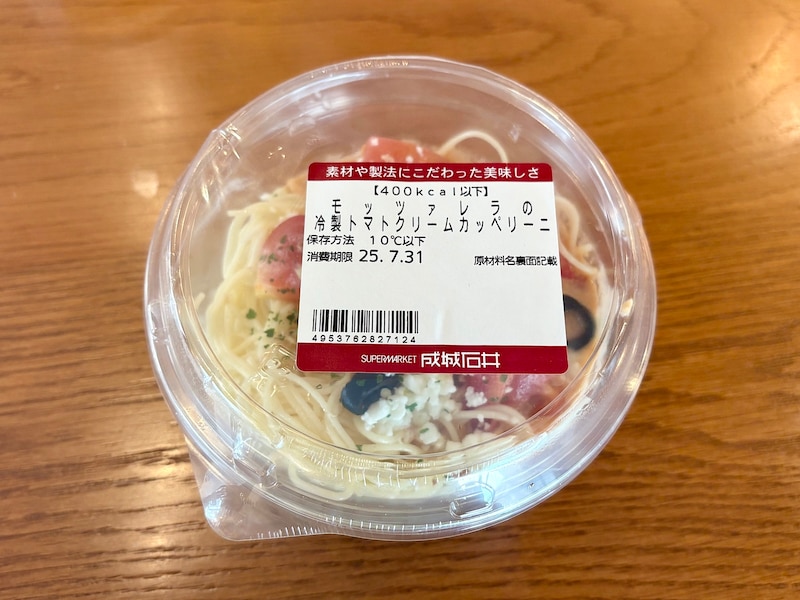 素材や製法にこだわった美味しさ
【400kcal以下】
モッツァレラの
冷製トマトクリームカッペリーニ
保存方法 10℃以下
消費期限 25.7.31 原材料名裏面記載
4953762827124
SUPERMARKET 成城石井